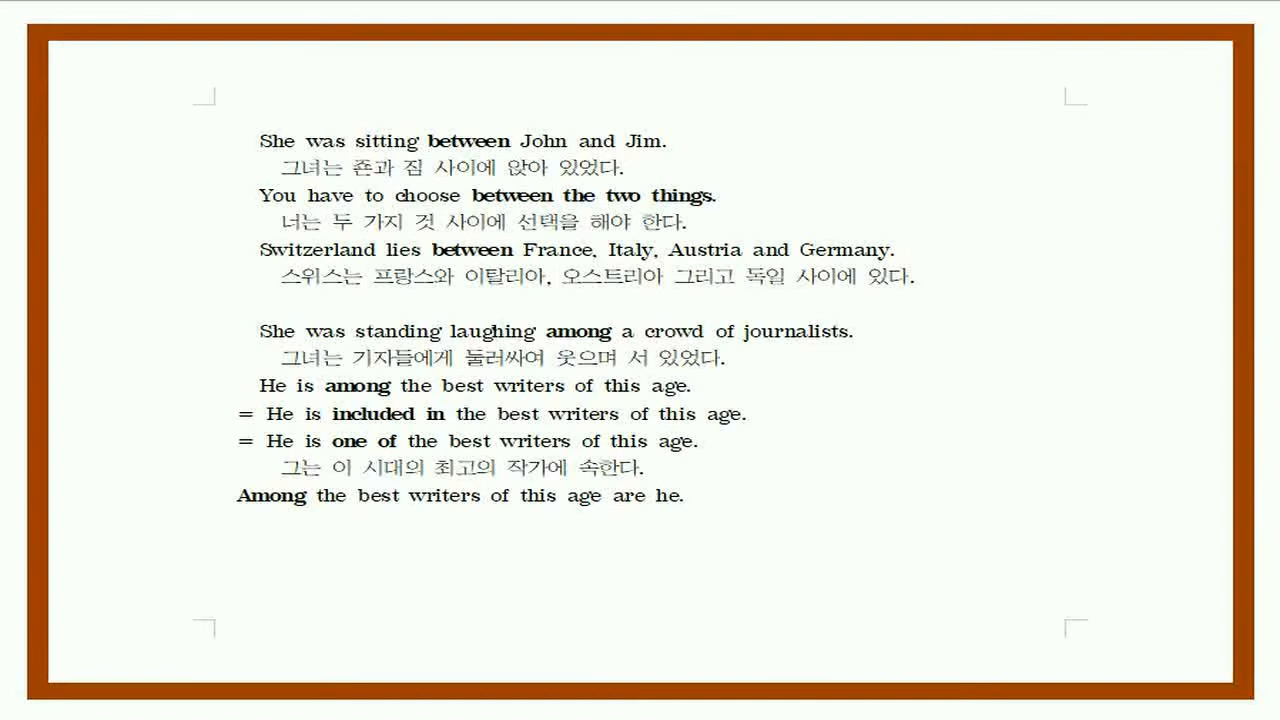 She was sitting between John and Jim.
그녀는 죤과 짐 사이에 앉아 있었다.
You have to choose between the two things.
너는 두 가지 것 사이에 선택을 해야 한다.
Switzerland lies between France, Italy, Austria and Germany.
스위스는 프랑스와 이탈리아, 오스트리아 그리고 독일 사이에 있다.
She was standing laughing among a crowd of journalists.
그녀는 기자들에게 둘러싸여 웃으며 서 있었다.
He is among the best writers of this age.
= He is included in the best writers of this age.
= He is one of the best writers of this age.
그는 이 시대의 최고의 작가에 속한다.
Among the best writers of this age are he.